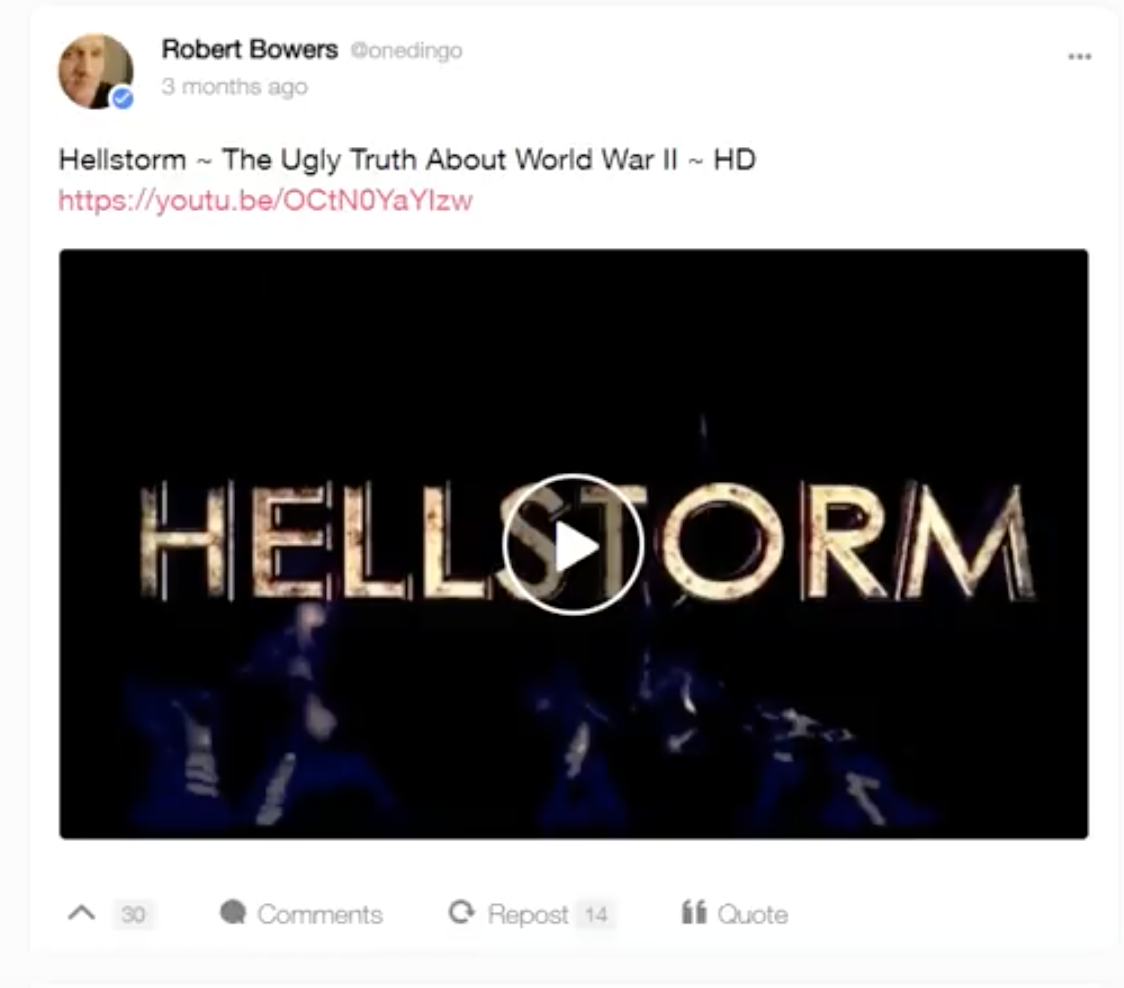 Robert Bowers @onedingo
3 months ago
Hellstorm ~ The Ugly Truth About World War II ~ HD
https://youtu.be/OCtN0YaYIzw
HELLSTORM
30 Comments Repost 14 Quote